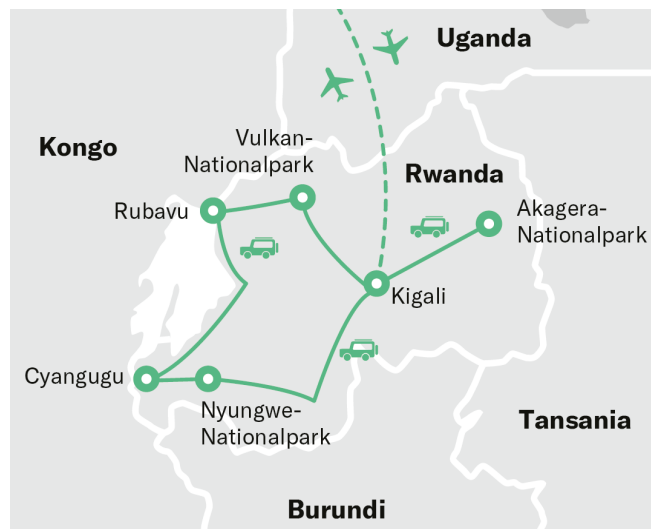 Uganda
Kongo
Vulkan-
Nationalpark
Rwanda
Rubavu
Akagera-
Nationalpark
Kigali
Cyangugu
Nyungwe-
Nationalpark
Tansania
Burundi